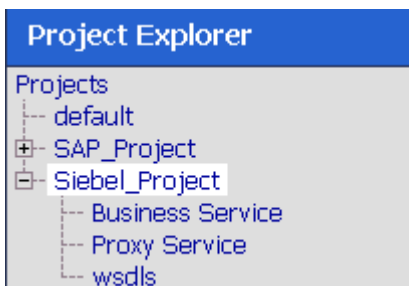 Project Explorer
Projects
default
SAP_Project
Siebel_Project
Business Service
Proxy Service
wsdls